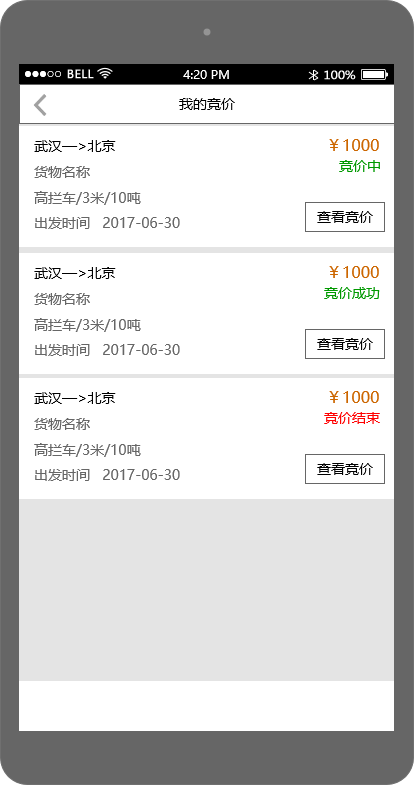 BELL 4:20 PM 100%
我的竞价
武汉—>北京 ￥1000
货物名称 竞价中
高拦车/3米/10吨
出发时间 2017-06-30 查看竞价
武汉—>北京 ￥1000
货物名称 竞价成功
高拦车/3米/10吨
出发时间 2017-06-30 查看竞价
武汉—>北京 ￥1000
货物名称 竞价结束
高拦车/3米/10吨
出发时间 2017-06-30 查看竞价